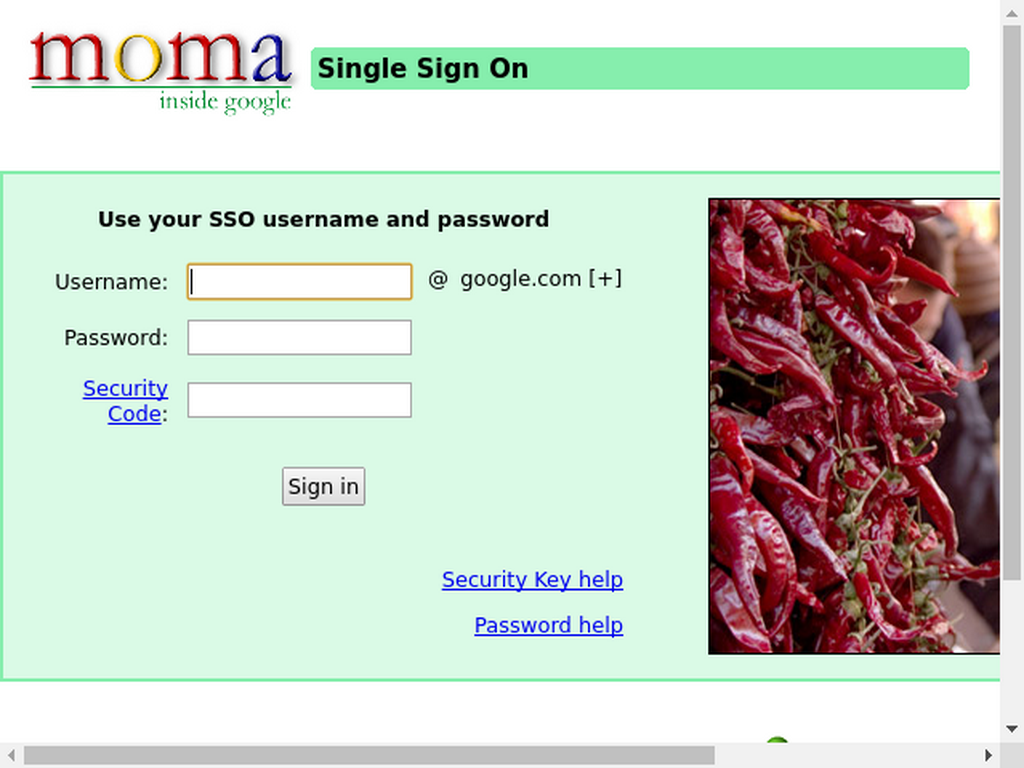 moma
inside google
Single Sign On
Use your SSO username and password
Username: @ google.com [+]
Password:
Security
Code:
Sign in
Security Key help
Password help